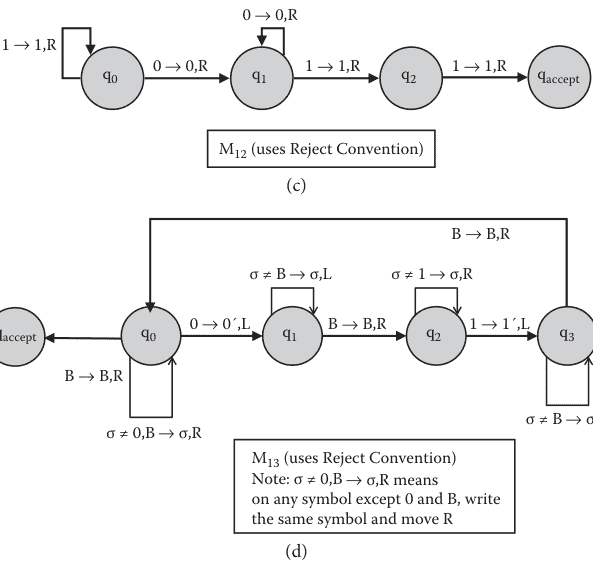 0 → 0,R
1 → 1,R
q0
0 → 0,R
q1
1 → 1,R
q2
1 → 1,R
qaccept
M12 (uses Reject Convention)
(c)
B → B,R
σ ≠ B → σ,L
σ ≠ 1 → σ,R
accept
q0
0 → 0´,L
q1
B → B,R
q2
1 → 1´,L
q3
B → B,R
σ ≠ 0,B → σ,R
σ ≠ B → σ
M13 (uses Reject Convention)
Note: σ ≠ 0,B → σ,R means
on any symbol except 0 and B, write
the same symbol and move R
(d)